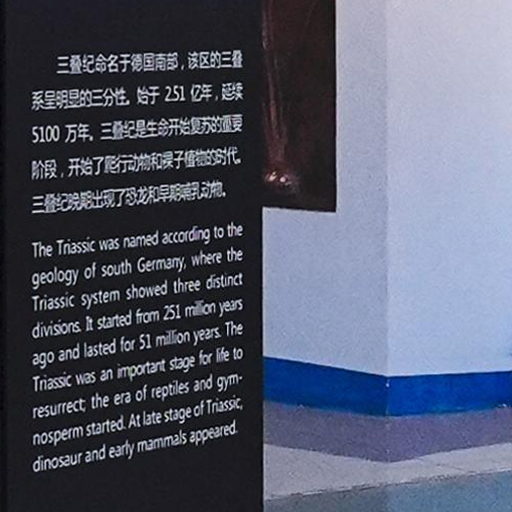 三叠纪命名于德国南部，该区的三叠
系呈明显的三分性。始于 2.51 亿年，延续
5100 万年。三叠纪是生命开始复苏的重要
阶段，开始了爬行动物和裸子植物的时代。
三叠纪晚期出现了恐龙和早期哺乳动物。
The Triassic was named according to the
geology of south Germany, where the
Triassic system showed three distinct
divisions. It started from 251 million years
ago and lasted for 51 million years. The
Triassic was an important stage for life to
resurrect; the era of reptiles and gym-
nosperm started. At late stage of Triassic,
dinosaur and early mammals appeared.